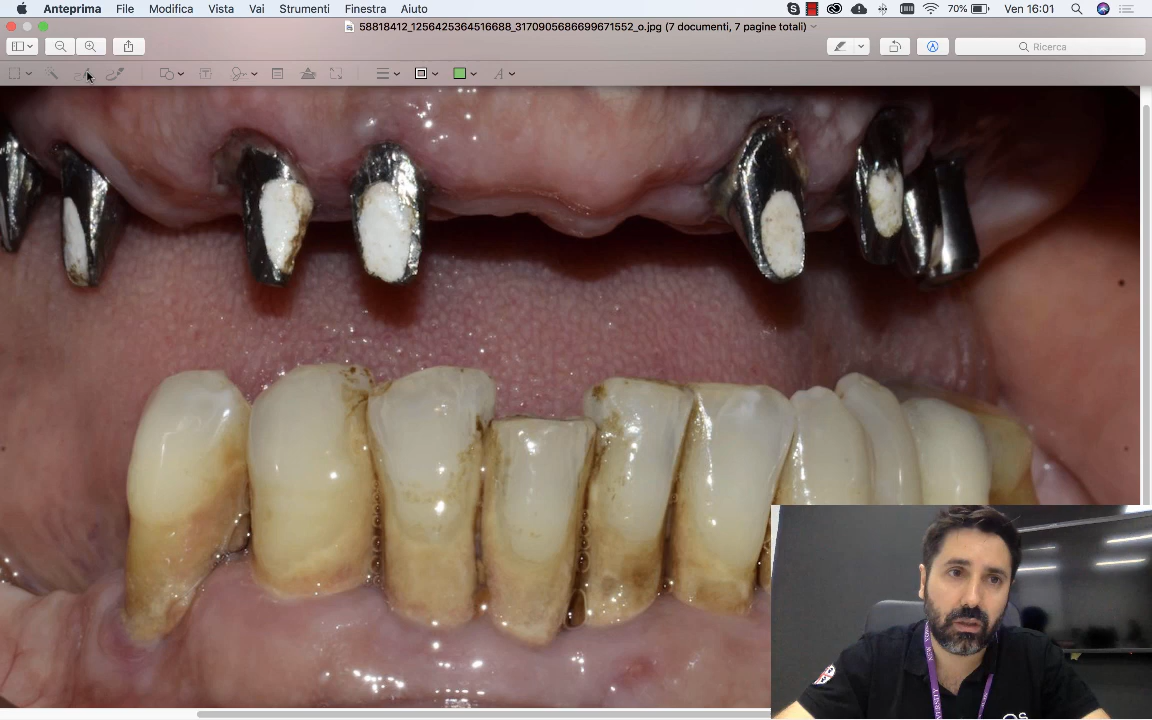 Anteprima File Modifica Vista Vai Strumenti Finestra Aiuto 70% Ven 16:01
58818412_1256425364516688_3170905686699671552_o.jpg (7 documenti, 7 pagine totali)
Ricerca